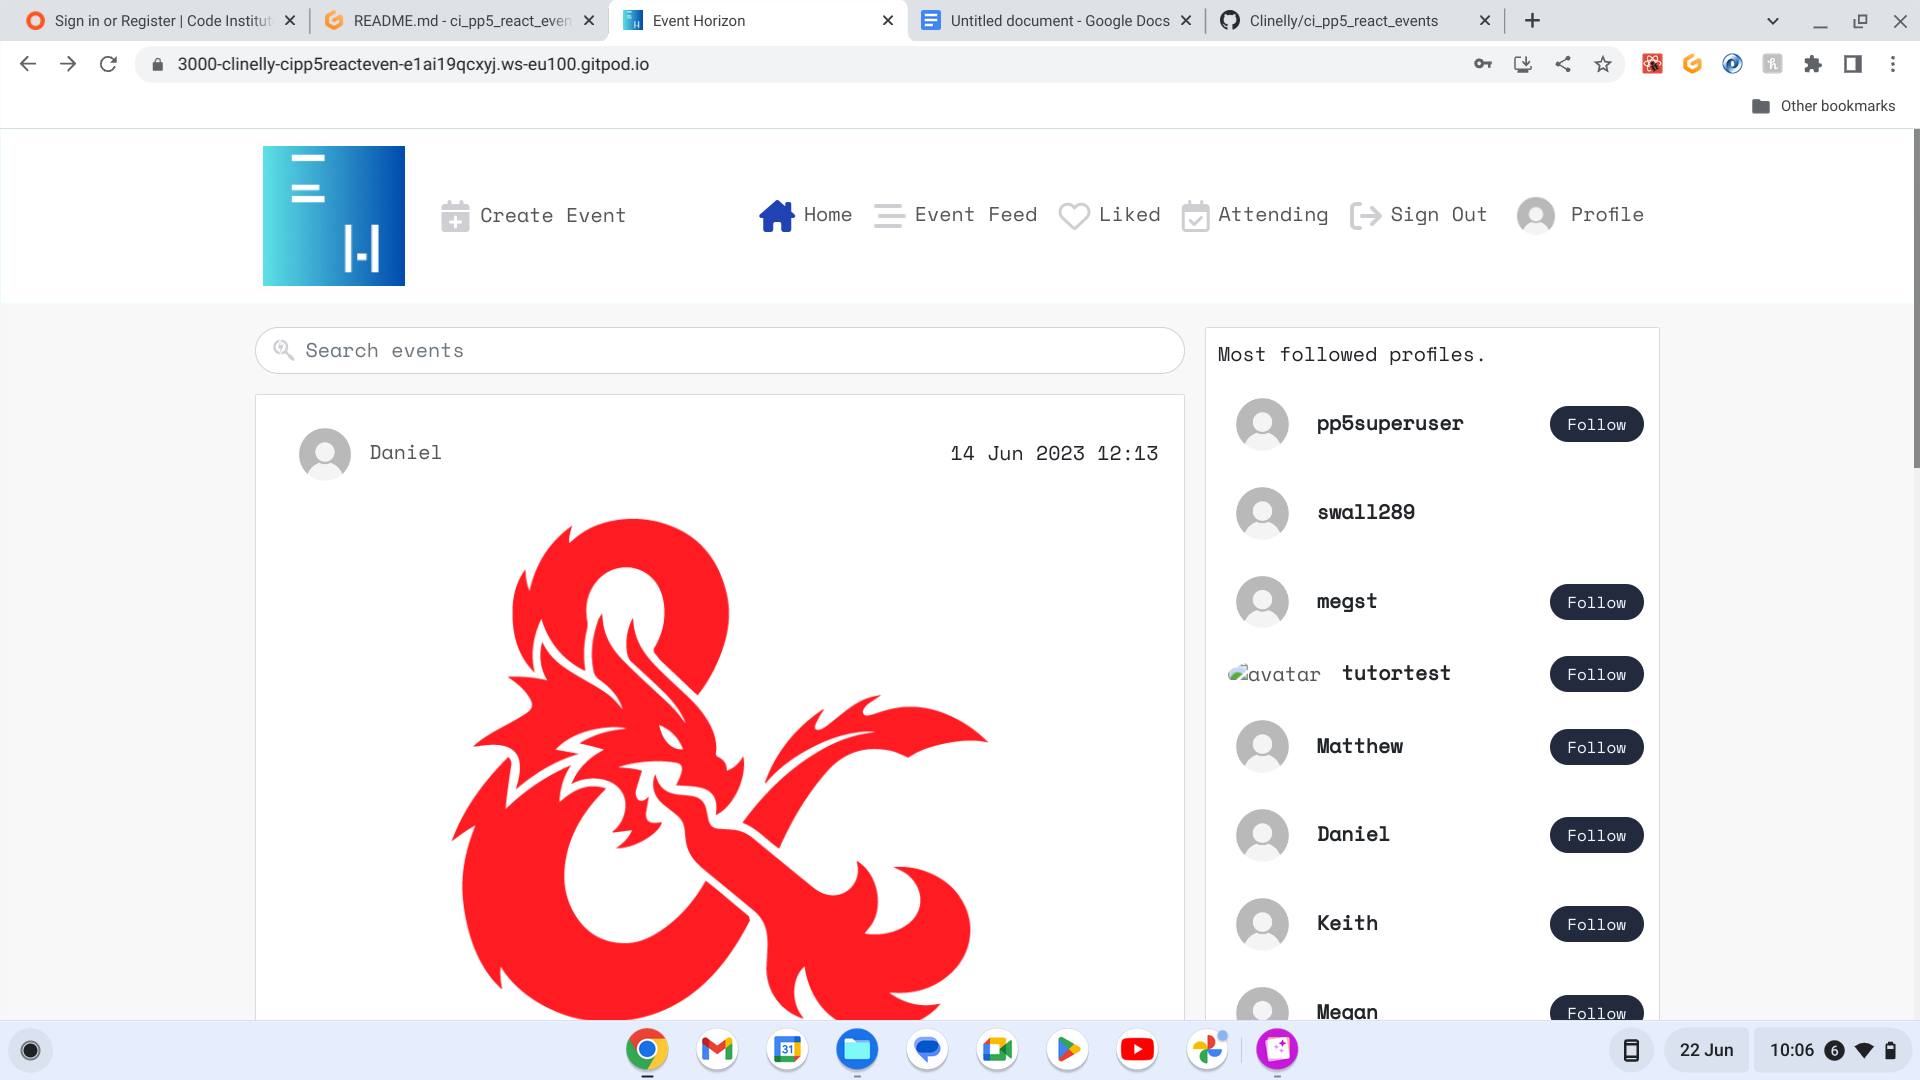 Sign in or Register | Code Institut
README.md - ci_pp5_react_even
Event Horizon
Untitled document - Google Docs
Clinelly/ci_pp5_react_events
3000-clinelly-cipp5reacteven-e1ai19qcxyj.ws-eu100.gitpod.io
Other bookmarks
Create Event
Home
Event Feed
Liked
Attending
Sign Out
Profile
Search events
Most followed profiles.
Daniel
14 Jun 2023 12:13
pp5superuser
Follow
swall289
megst
Follow
avatar
tutortest
Follow
Matthew
Follow
Daniel
Follow
Keith
Follow
Megan
Follow
31
22 Jun
10:06
6